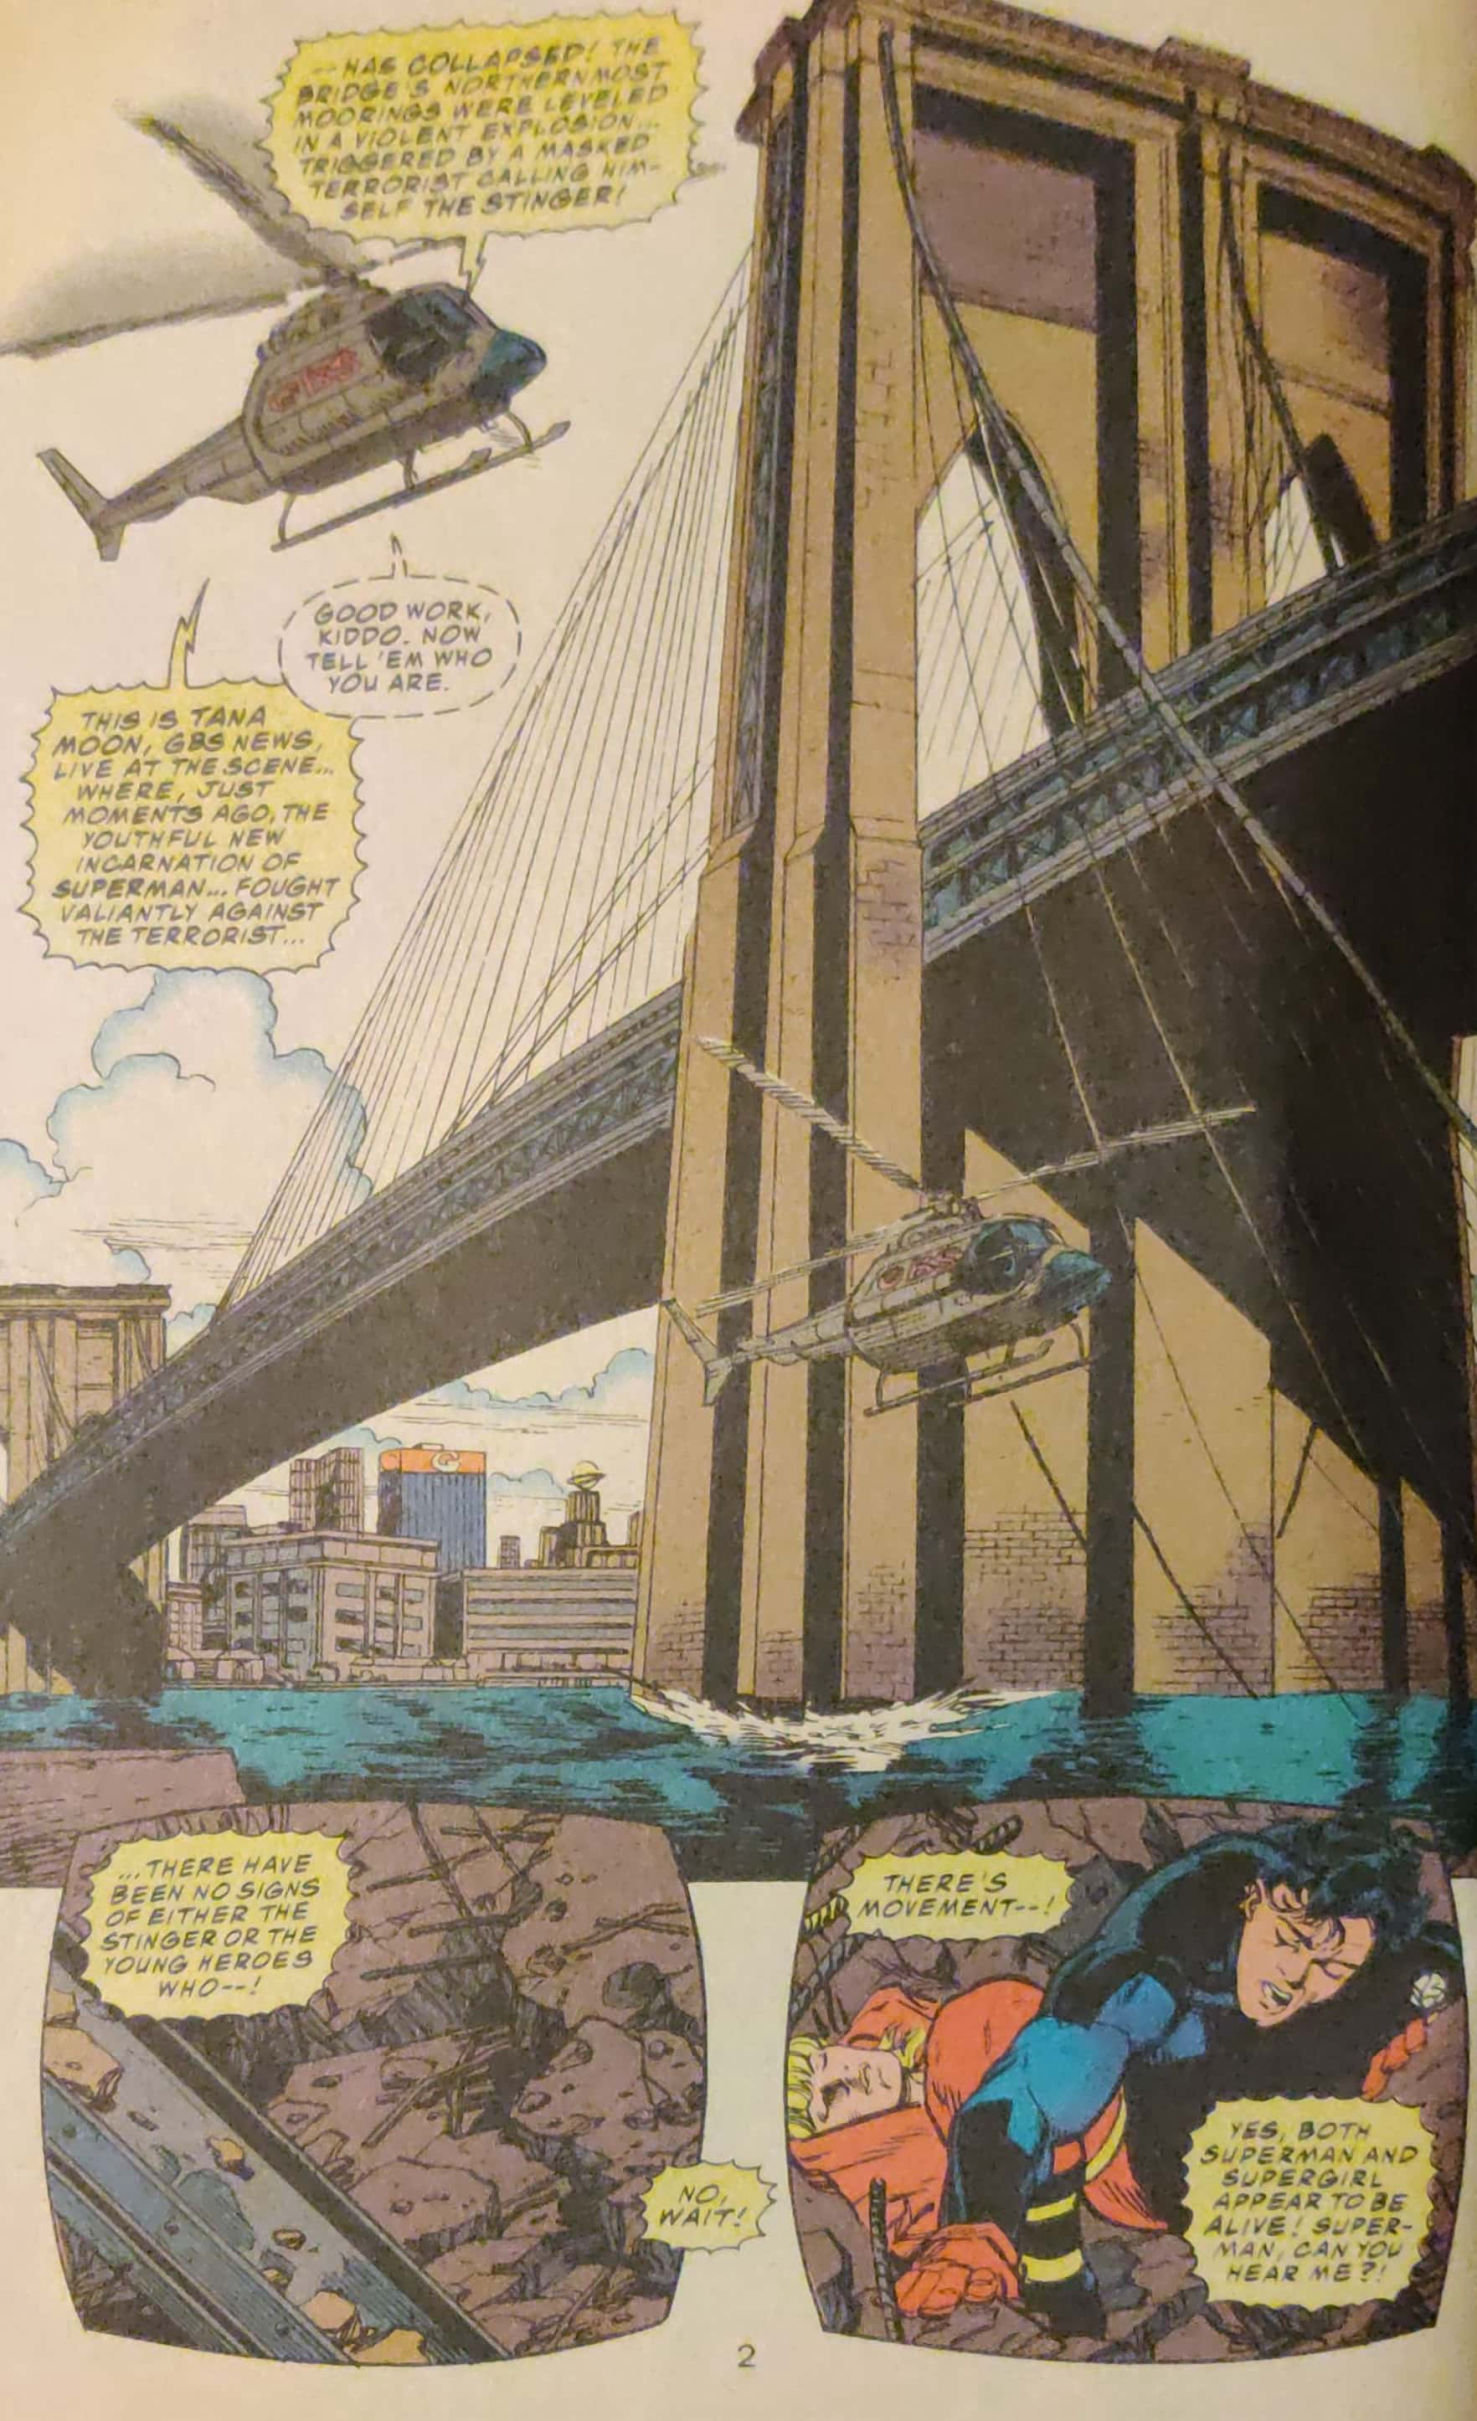 -- HAS COLLAPSED! THE
BRIDGE'S NORTHERNMOST
MOORINGS WERE LEVELED
IN A VIOLENT EXPLOSION...
TRIGGERED BY A MASKED
TERRORIST CALLING HIM-
SELF THE STINGER!
GOOD WORK,
KIDDO. NOW
TELL 'EM WHO
YOU ARE.
THIS IS TANA
MOON, GBS NEWS,
LIVE AT THE SCENE...
WHERE, JUST
MOMENTS AGO, THE
YOUTHFUL NEW
INCARNATION OF
SUPERMAN... FOUGHT
VALIANTLY AGAINST
THE TERRORIST...
G
...THERE HAVE
BEEN NO SIGNS
OF EITHER THE
STINGER OR THE
YOUNG HEROES
WHO--!
NO,
WAIT!
THERE'S
MOVEMENT--!
YES, BOTH
SUPERMAN AND
SUPERGIRL
APPEAR TO BE
ALIVE! SUPER-
MAN, CAN YOU
HEAR ME?!
2